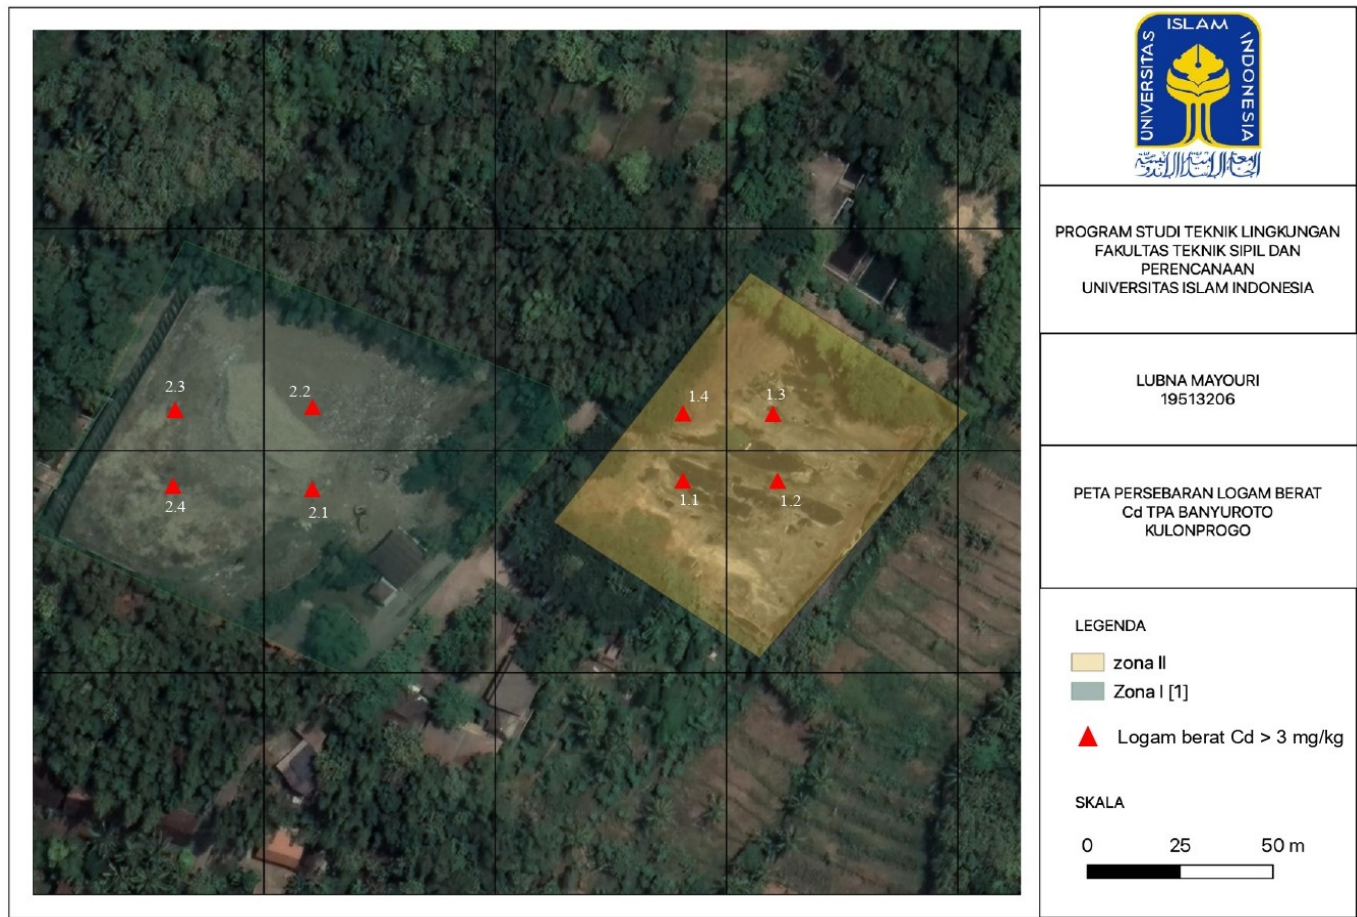 UNIVERSITAS ISLAM INDONESIA
PROGRAM STUDI TEKNIK LINGKUNGAN
FAKULTAS TEKNIK SIPIL DAN
PERENCANAAN
UNIVERSITAS ISLAM INDONESIA
LUBNA MAYOURI
19513206
PETA PERSEBARAN LOGAM BERAT
Cd TPA BANYUROTO
KULONPROGO
LEGENDA
zona II
Zona I [1]
Logam berat Cd > 3 mg/kg
SKALA
0 25 50 m
2.3
2.2
2.4
2.1
1.4
1.3
1.1
1.2